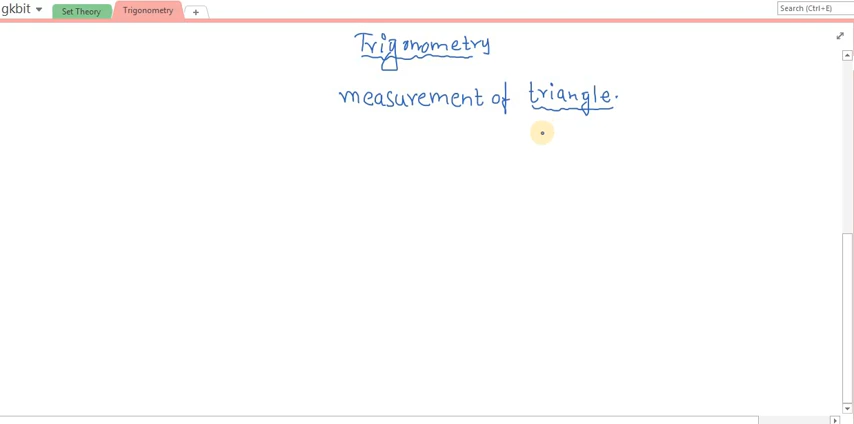 gkbit
Set Theory
Trigonometry
+
Search (Ctrl+E)
Trigonometry
measurement of triangle.